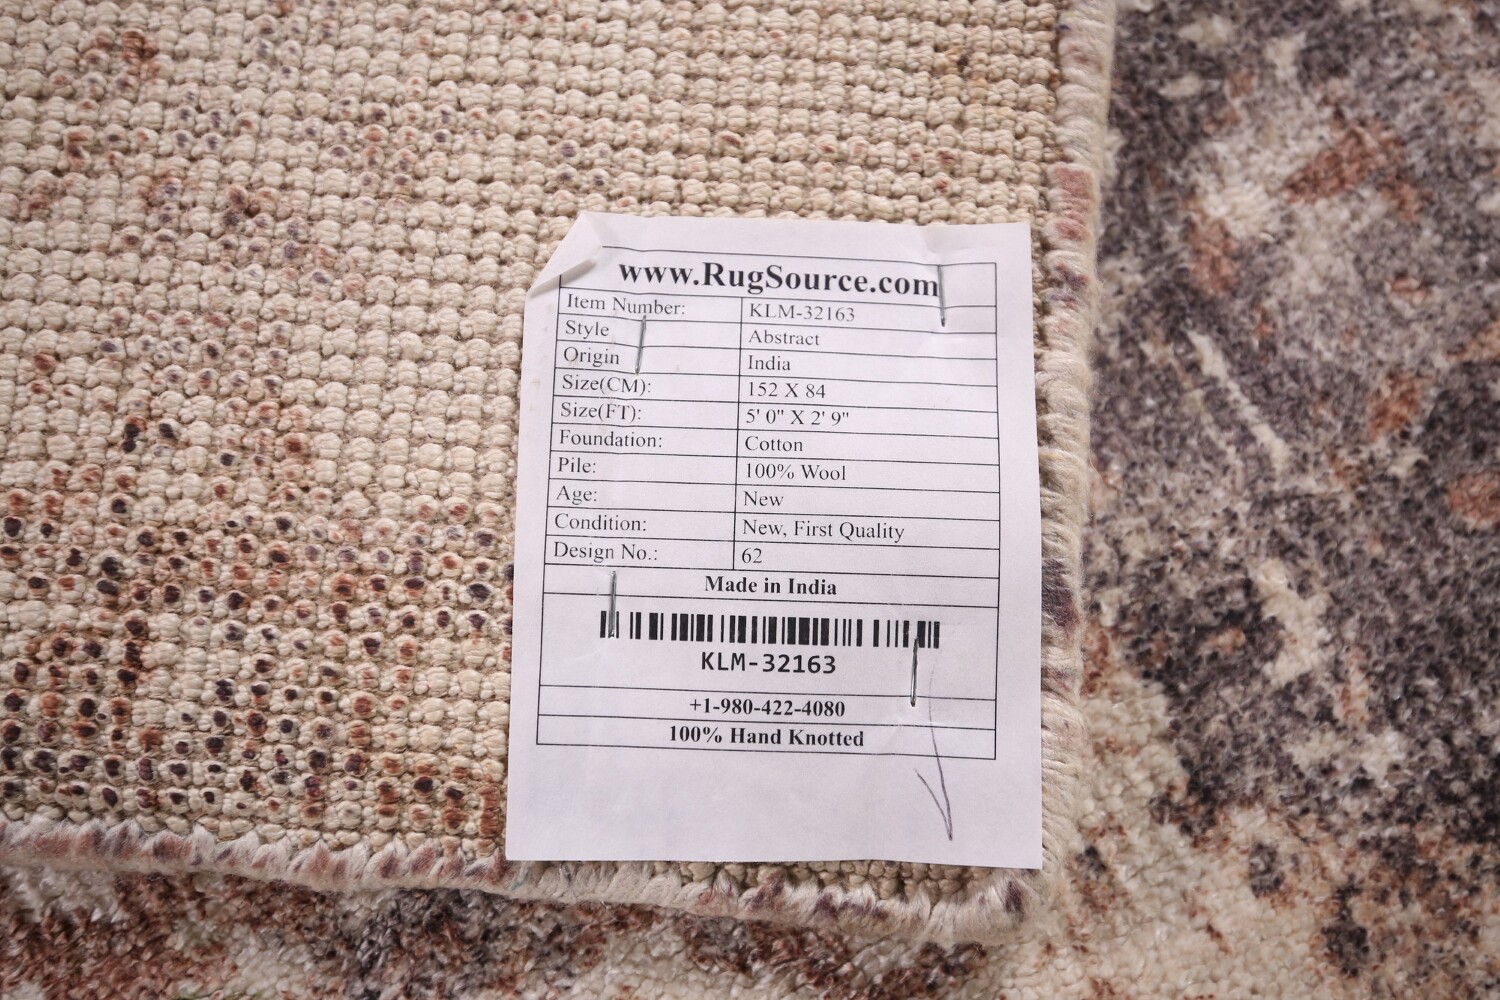 www.RugSource.com
Item Number: KLM-32163
Style Abstract
Origin India
Size(CM): 152 X 84
Size(FT): 5' 0" X 2' 9"
Foundation: Cotton
Pile: 100% Wool
Age: New
Condition: New, First Quality
Design No.: 62
Made in India
KLM-32163
+1-980-422-4080
100% Hand Knotted